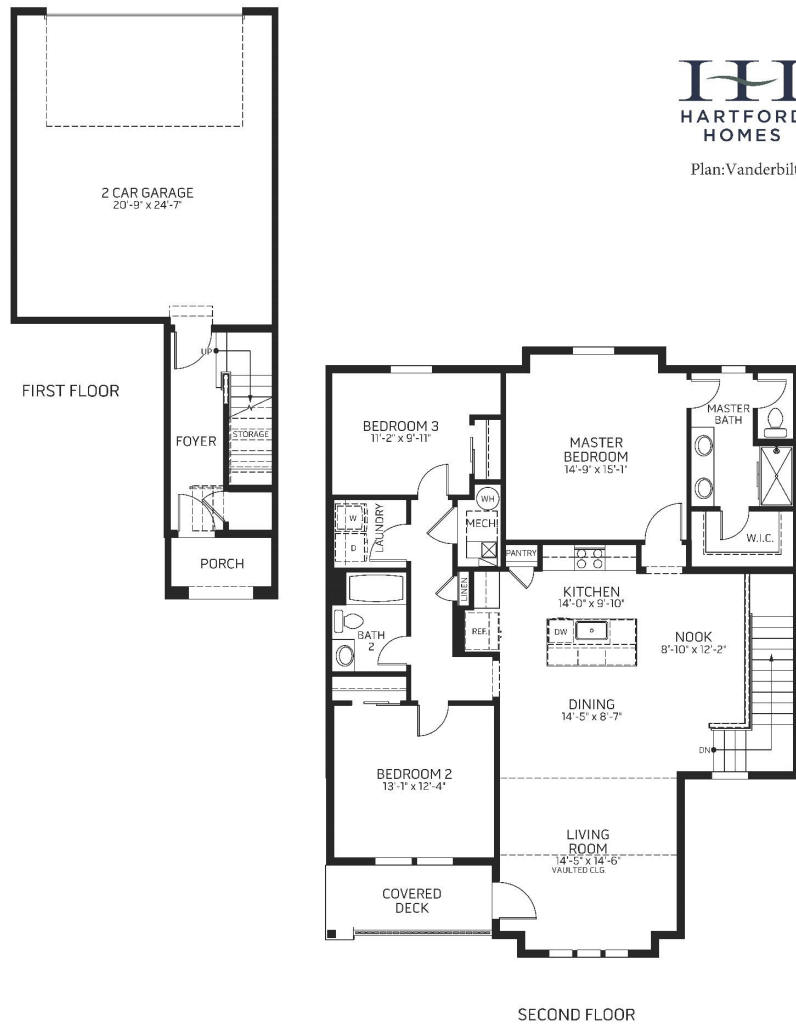 HARTFORD
HOMES
Plan:Vanderbilt
2 CAR GARAGE
20'-9" x 24'-7"
UP
FIRST FLOOR
FOYER
STORAGE
PORCH
BEDROOM 3
11'-2" x 9'-11"
MASTER
BEDROOM
14'-9" x 15'-1"
MASTER
BATH
W.I.C.
WH
MECH
W
D
LAUNDRY
PANTRY
LINEN
KITCHEN
14'-0" x 9'-10"
REF.
DW
NOOK
8'-10" x 12'-2"
BATH
2
DINING
14'-5" x 8'-7"
DN
BEDROOM 2
13'-1" x 12'-4"
LIVING
ROOM
14'-5" x 14'-6"
VAULTED CLG.
COVERED
DECK
SECOND FLOOR